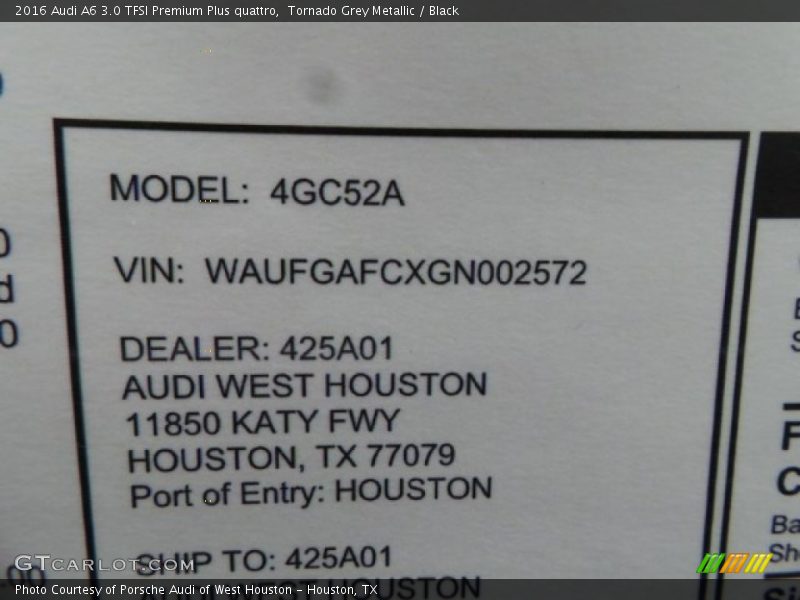 2016 Audi A6 3.0 TFSI Premium Plus quattro,  Tornado Grey Metallic / Black
MODEL: 4GC52A
VIN: WAUFGAFCXGN002572
DEALER: 425A01
AUDI WEST HOUSTON
11850 KATY FWY
HOUSTON, TX 77079
Port of Entry: HOUSTON
SHIP TO: 425A01
HOUSTON
GTCARLOT.COM
Photo Courtesy of Porsche Audi of West Houston – Houston, TX